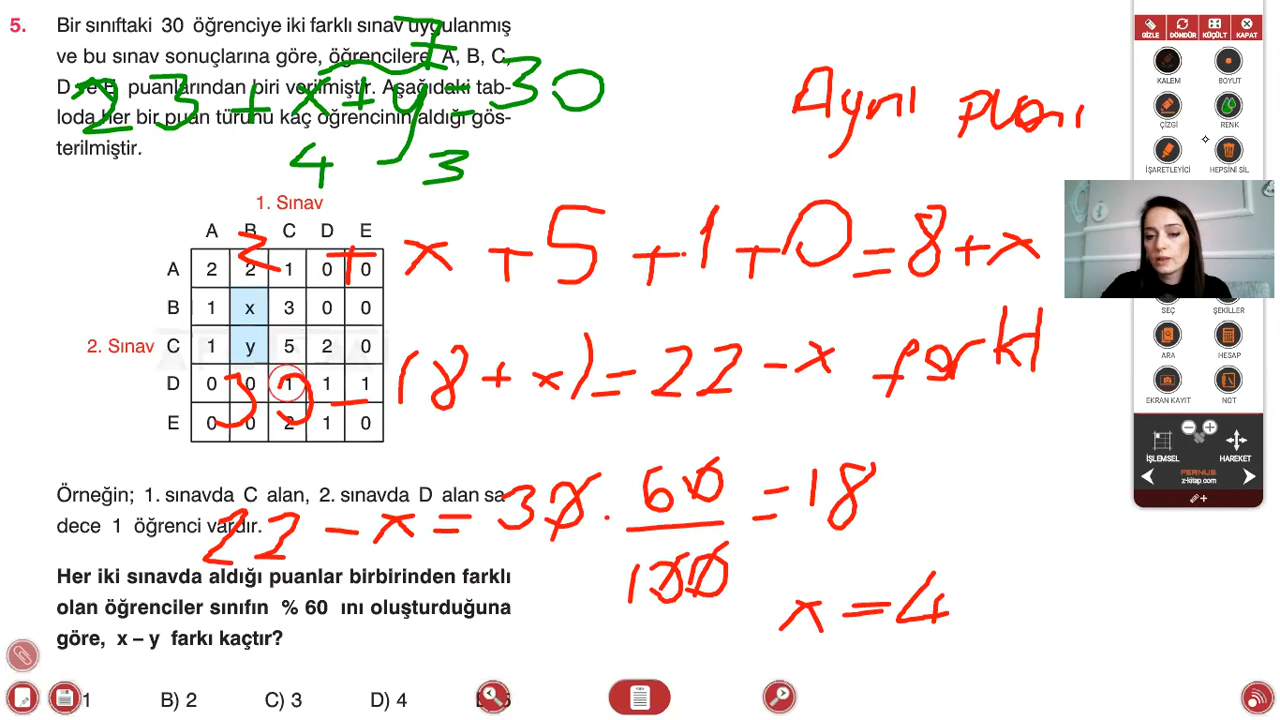 5. Bir sınıftaki 30 öğrenciye iki farklı sınav uygulanmış
ve bu sınav sonuçlarına göre, öğrencilere A, B, C,
D ve E puanlarından biri verilmiştir. Aşağıdaki tab-
loda her bir puan türünü kaç öğrencinin aldığı gös-
terilmiştir.
7
23 + x + y = 30
4 3
Aynı puanı
1. Sınav
A B C D E
A 2 2 1 0 0
B 1 x 3 0 0
2. Sınav C 1 y 5 2 0
D 0 0 1 1 1
E 0 0 2 1 0
2 + x + 5 + 1 + 0 = 8 + x
30 - (8 + x) = 22 - x farklı
Örneğin; 1. sınavda C alan, 2. sınavda D alan sa-
dece 1 öğrenci vardır.
22 - x = 30 . 60/100 = 18
x = 4
Her iki sınavda aldığı puanlar birbirinden farklı
olan öğrenciler sınıfın % 60 ını oluşturduğuna
göre, x – y farkı kaçtır?
1 B) 2 C) 3 D) 4 E) 5
GİZLE DÖNDÜR KÜÇÜLT KAPAT
KALEM BOYUT
ÇİZGİ RENK
İŞARETLEYİCİ HEPSİNİ SİL
SEÇ ŞEKİLLER
ARA HESAP
EKRAN KAYIT NOT
İŞLEMSEL HAREKET
FERNUS
z-kitap.com